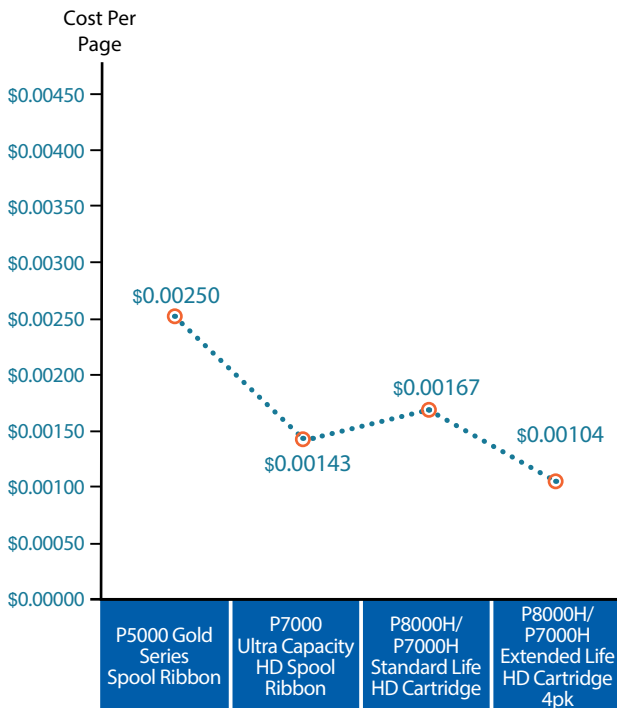 Cost Per
Page
$0.00450
$0.00400
$0.00350
$0.00300
$0.00250
$0.00200
$0.00150
$0.00100
$0.00050
$0.00000
$0.00250
$0.00143
$0.00167
$0.00104
P5000 Gold
Series
Spool Ribbon
P7000
Ultra Capacity
HD Spool
Ribbon
P8000H/
P7000H
Standard Life
HD Cartridge
P8000H/
P7000H
Extended Life
HD Cartridge
4pk